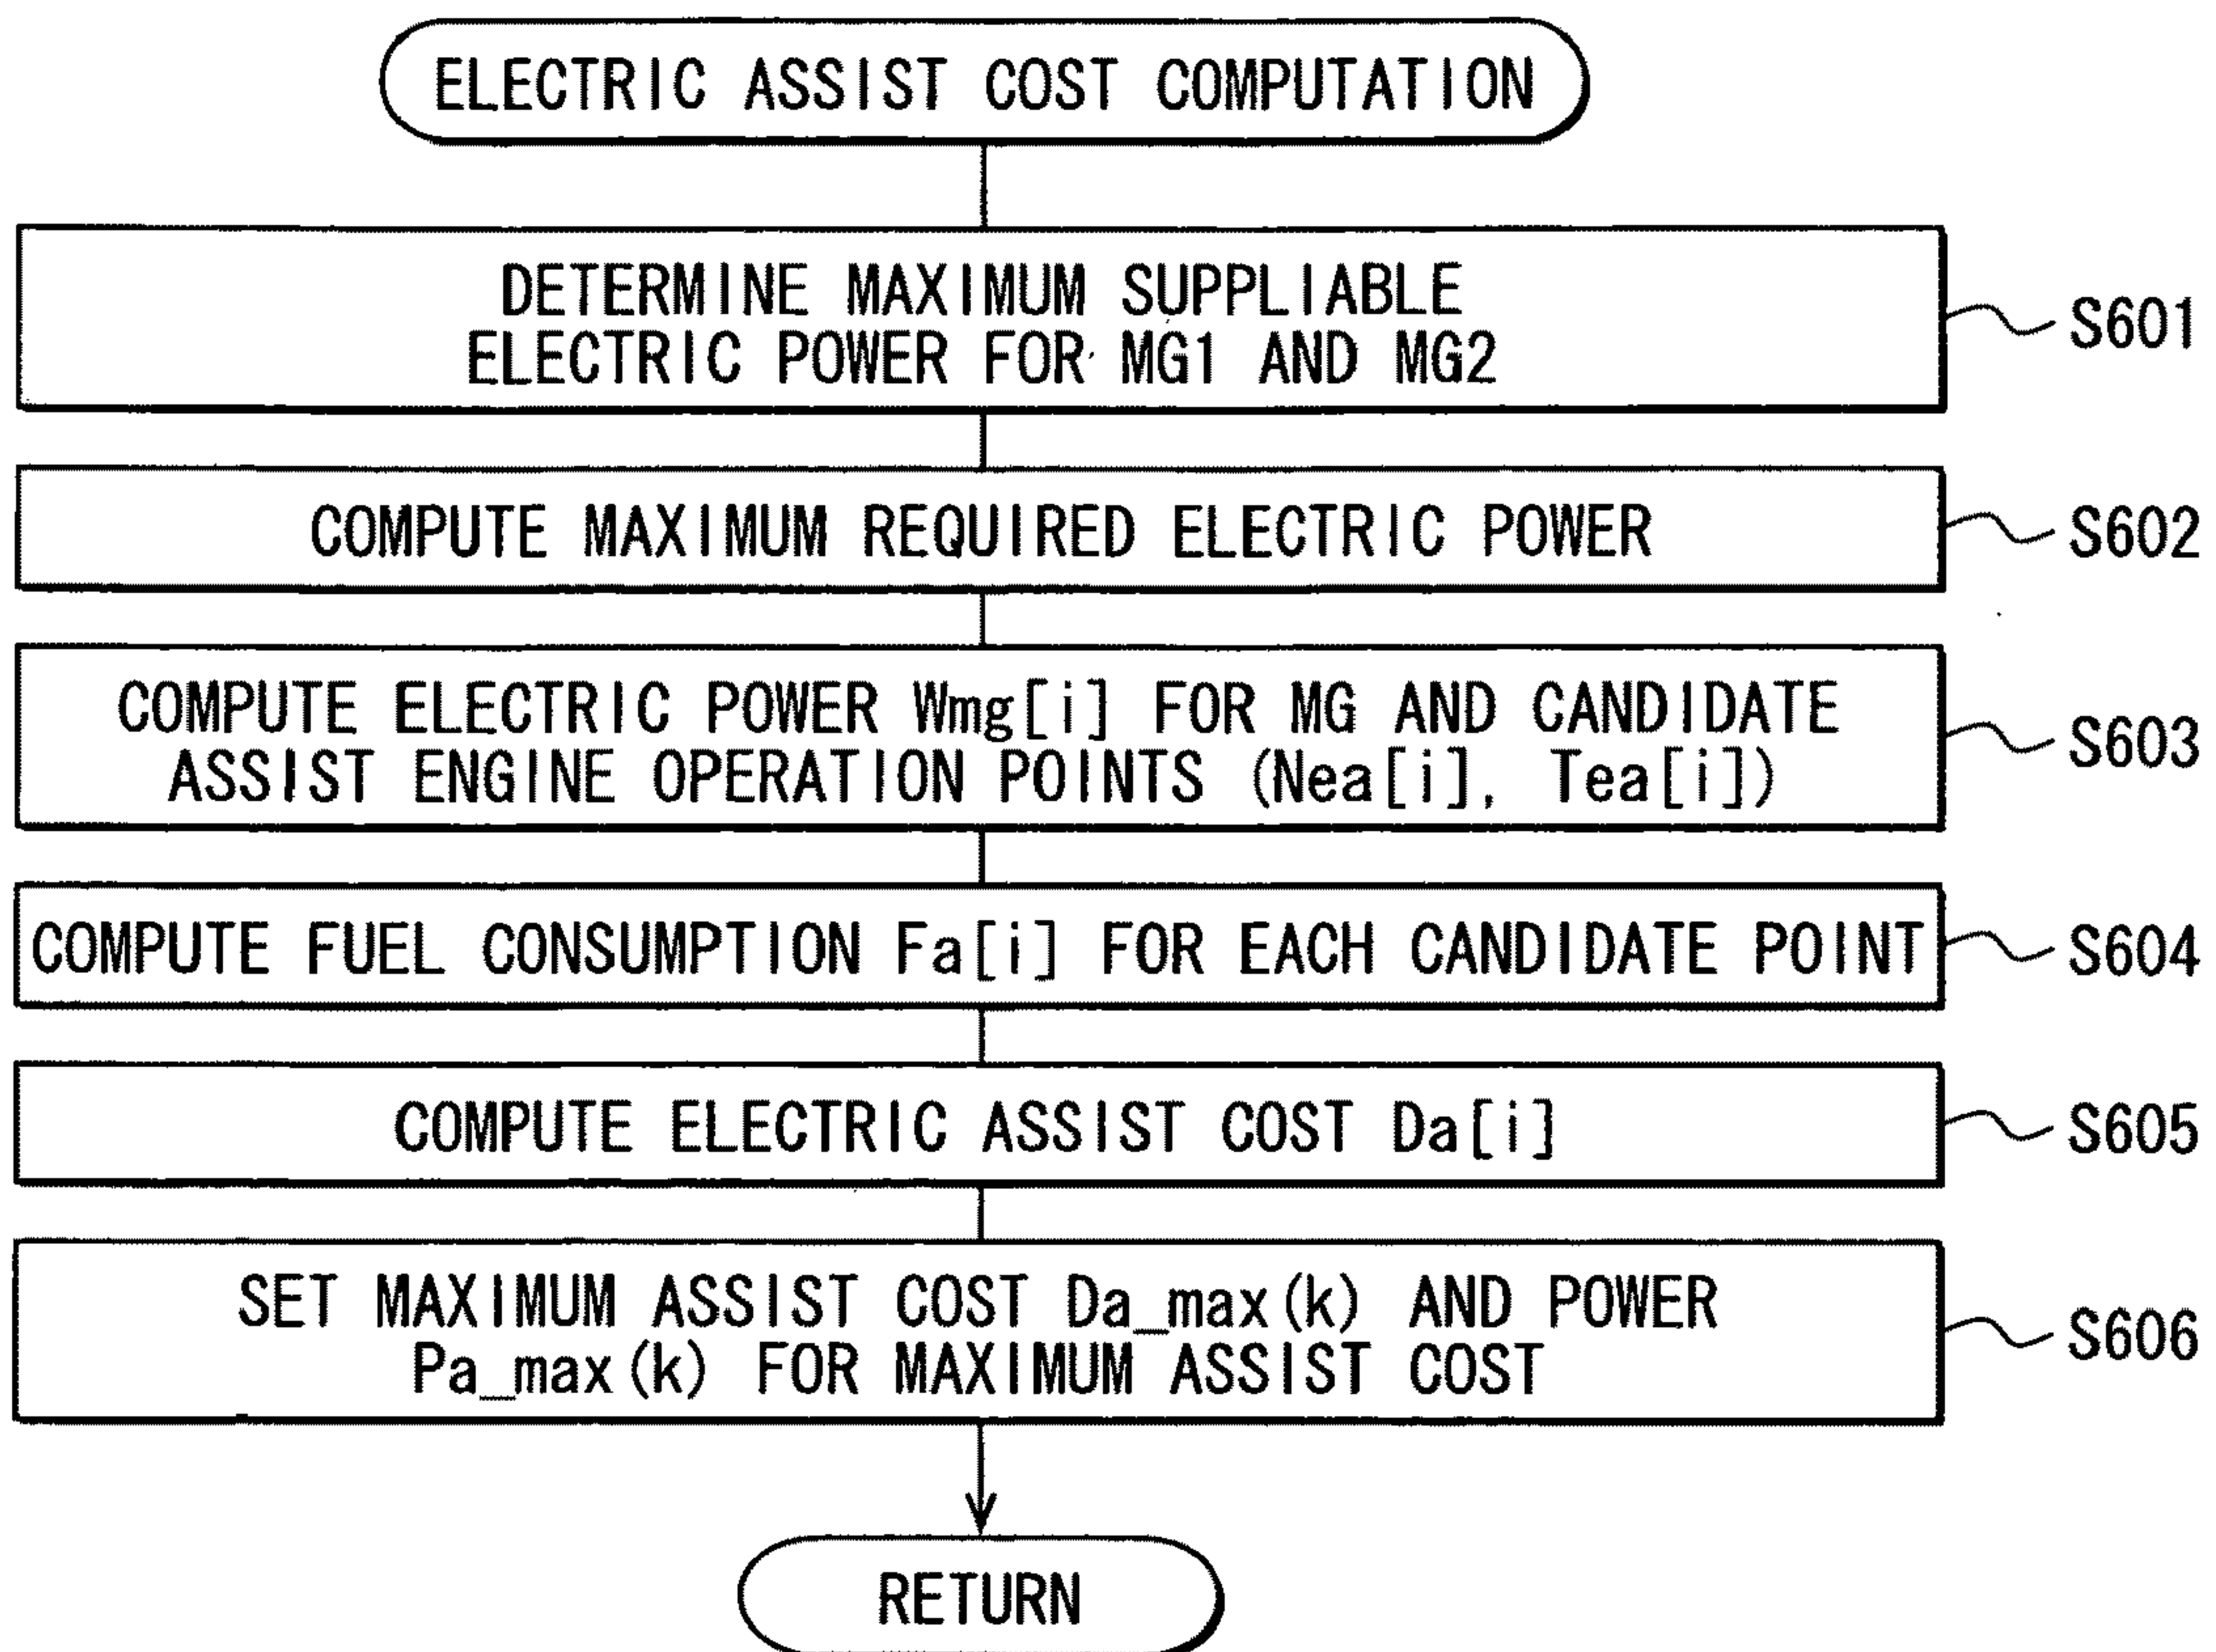 ELECTRIC ASSIST COST COMPUTATION
DETERMINE MAXIMUM SUPPLIABLE
ELECTRIC POWER FOR MG1 AND MG2
S601
COMPUTE MAXIMUM REQUIRED ELECTRIC POWER
S602
COMPUTE ELECTRIC POWER Wmg[i] FOR MG AND CANDIDATE
ASSIST ENGINE OPERATION POINTS (Nea[i], Tea[i])
S603
COMPUTE FUEL CONSUMPTION Fa[i] FOR EACH CANDIDATE POINT
S604
COMPUTE ELECTRIC ASSIST COST Da[i]
S605
SET MAXIMUM ASSIST COST Da_max(k) AND POWER
Pa_max(k) FOR MAXIMUM ASSIST COST
S606
RETURN